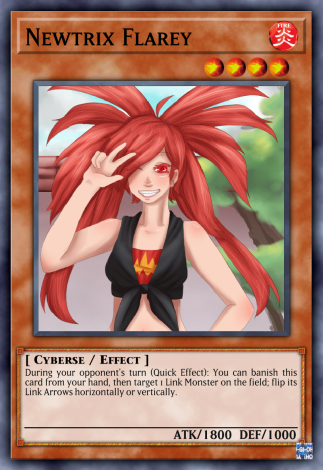 Newtrix Flarey
FIRE
炎
[ Cyberse / Effect ]
During your opponent's turn (Quick Effect): You can banish this
card from your hand, then target 1 Link Monster on the field; flip
its Link Arrows horizontally or vertically.
ATK/1800 DEF/1000